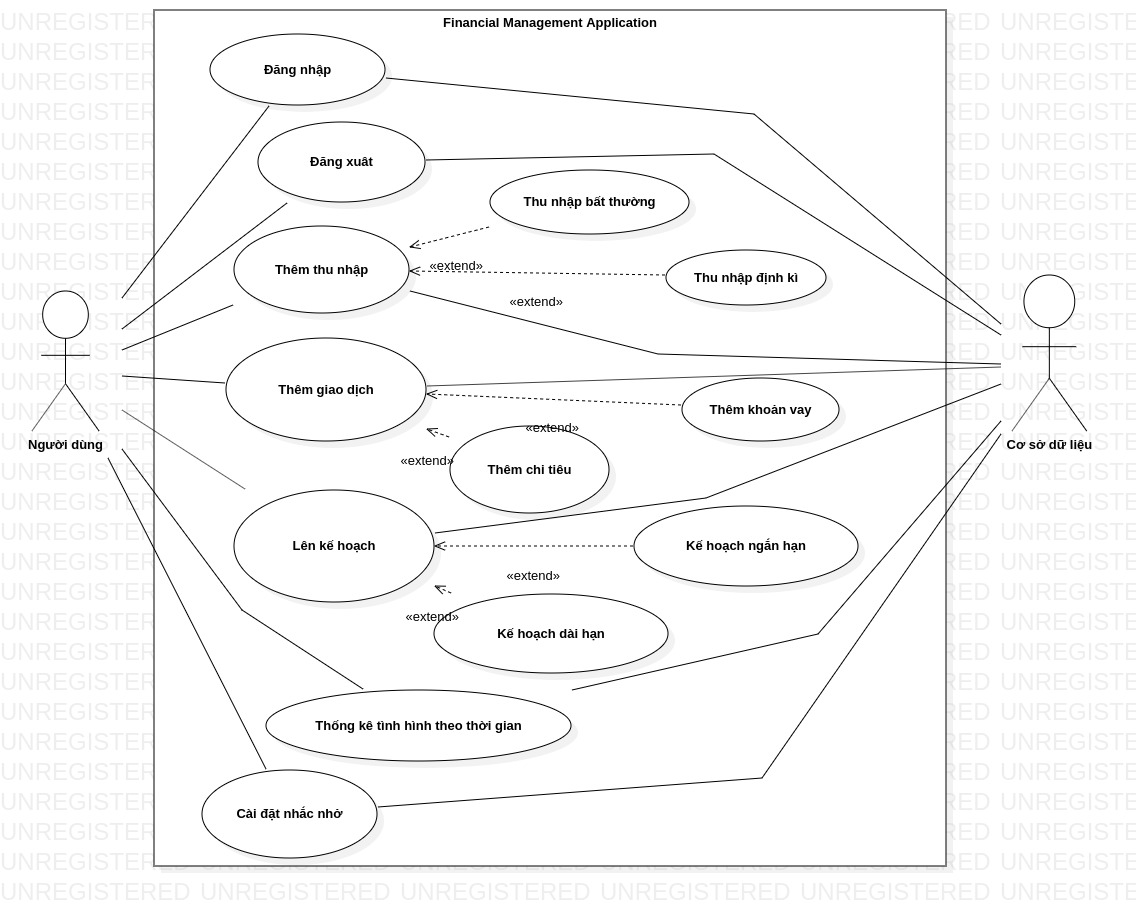 Financial Management Application
Đăng nhập
Đăng xuât
Thu nhập bất thường
Thêm thu nhập
«extend»
Thu nhập định kì
«extend»
Thêm giao dịch
Thêm khoản vay
«extend»
Người dùng
Cơ sở dữ liệu
«extend»
Thêm chi tiêu
Lên kế hoạch
Kế hoạch ngắn hạn
«extend»
«extend»
Kế hoạch dài hạn
Thống kê tình hình theo thời gian
Cài đặt nhắc nhở
UNREGISTERED UNREGISTERED UNREGISTERED UNREGISTERED UNREGISTERED UNREGISTE